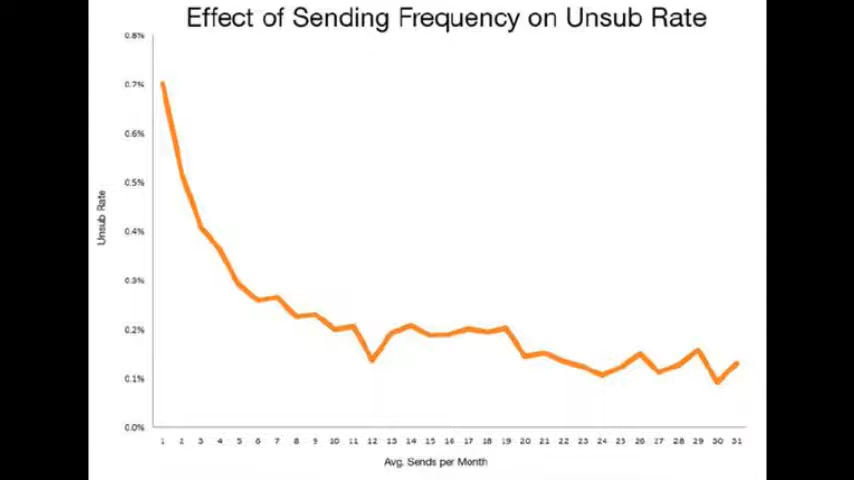 Effect of Sending Frequency on Unsub Rate
0.8%
0.7%
0.6%
0.5%
0.4%
0.3%
0.2%
0.1%
0.0%
Unsub Rate
1 2 3 4 5 6 7 8 9 10 11 12 13 14 15 16 17 18 19 20 21 22 23 24 25 26 27 28 29 30 31
Avg. Sends per Month